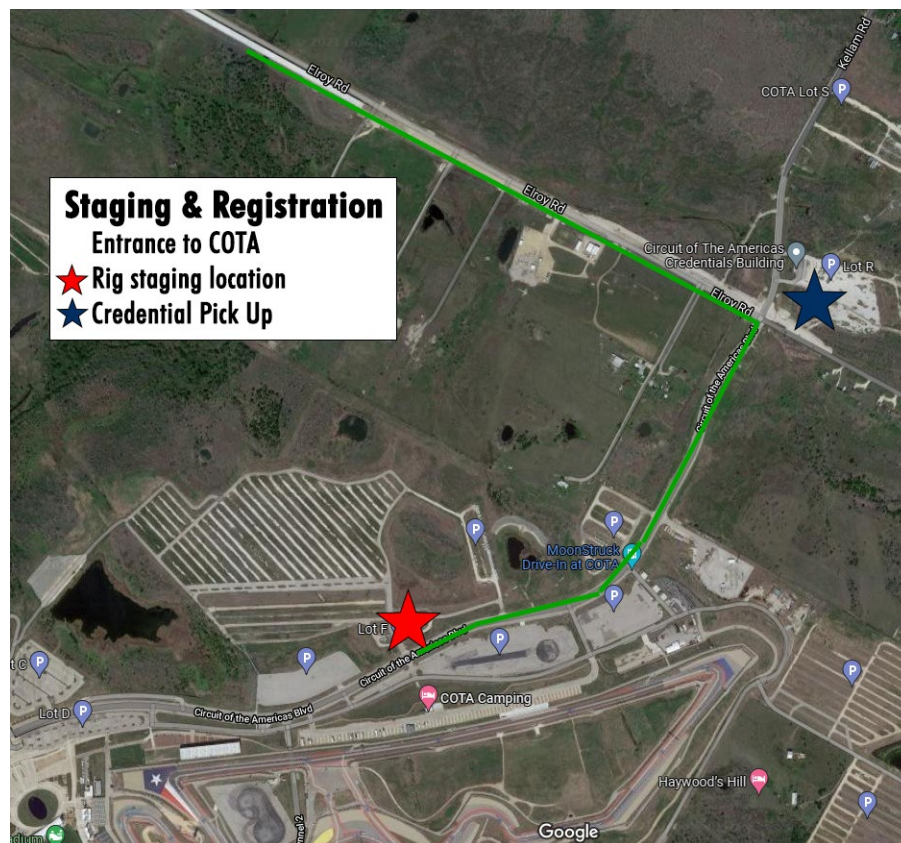 Elroy Rd
Kellam Rd
COTA Lot S
P
Staging & Registration
Entrance to COTA
Rig staging location
Credential Pick Up
Elroy Rd
Circuit of The Americas
Credentials Building
P
Lot R
Elroy Rd
Circuit of the Americas Blvd
P
P
MoonStruck
Drive-In at COTA
P
Lot F
Circuit of the Americas Blvd
P
P
P
P
COTA Camping
Lot D
P
Circuit of the Americas Blvd
Haywood's Hill
P
Google